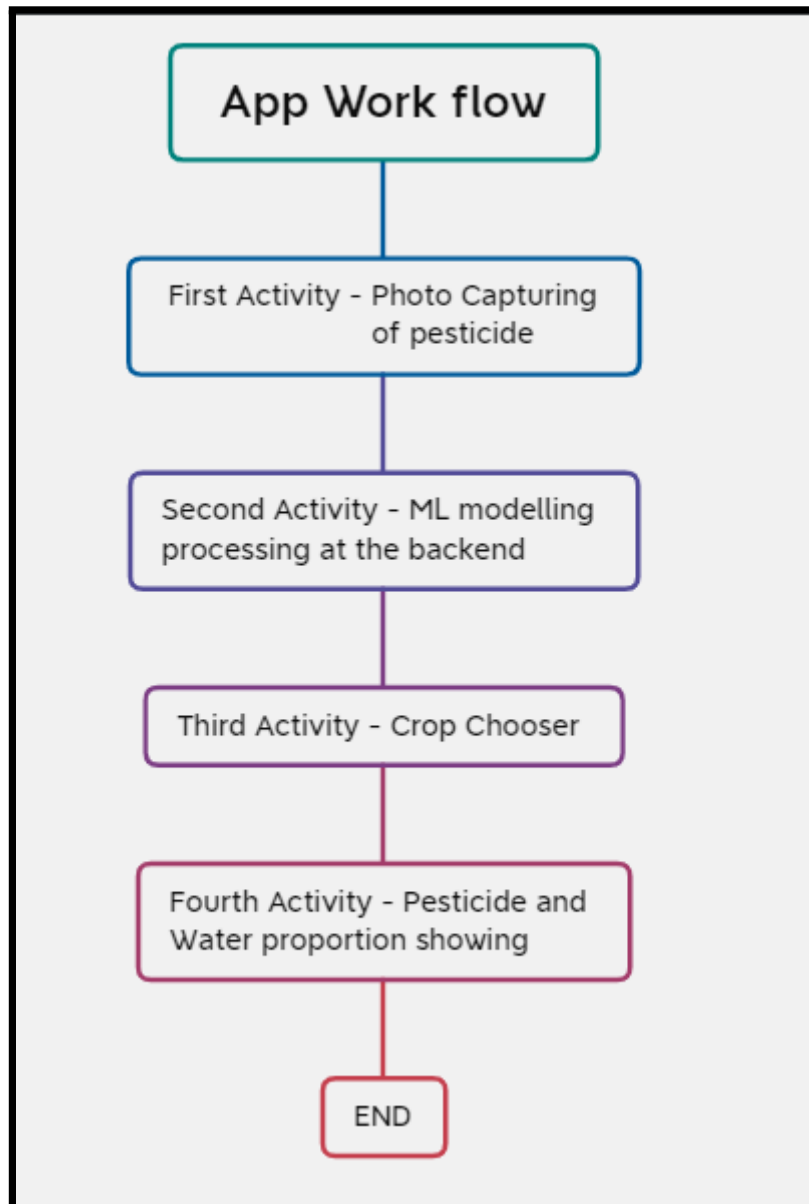 App Work flow
First Activity - Photo Capturing
of pesticide
Second Activity - ML modelling
processing at the backend
Third Activity - Crop Chooser
Fourth Activity - Pesticide and
Water proportion showing
END